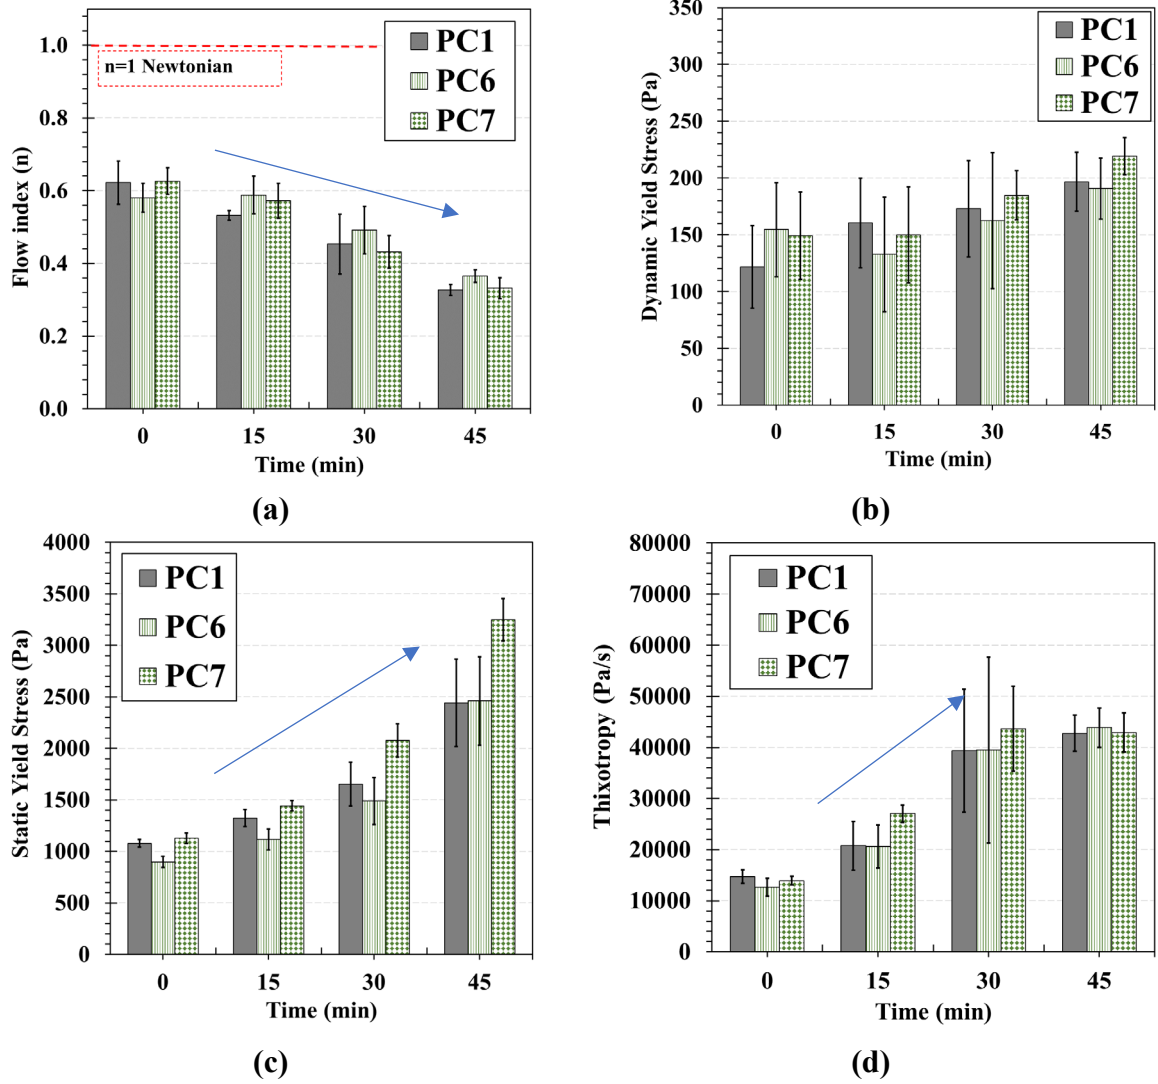 Flow index (n)
1.0
0.8
0.6
0.4
0.2
0.0
n=1 Newtonian
PC1
PC6
PC7
0 15 30 45
Time (min)
(a)
Dynamic Yield Stress (Pa)
350
300
250
200
150
100
50
0
PC1
PC6
PC7
0 15 30 45
Time (min)
(b)
Static Yield Stress (Pa)
4000
3500
3000
2500
2000
1500
1000
500
0
PC1
PC6
PC7
0 15 30 45
Time (min)
(c)
Thixotropy (Pa/s)
80000
70000
60000
50000
40000
30000
20000
10000
0
PC1
PC6
PC7
0 15 30 45
Time (min)
(d)